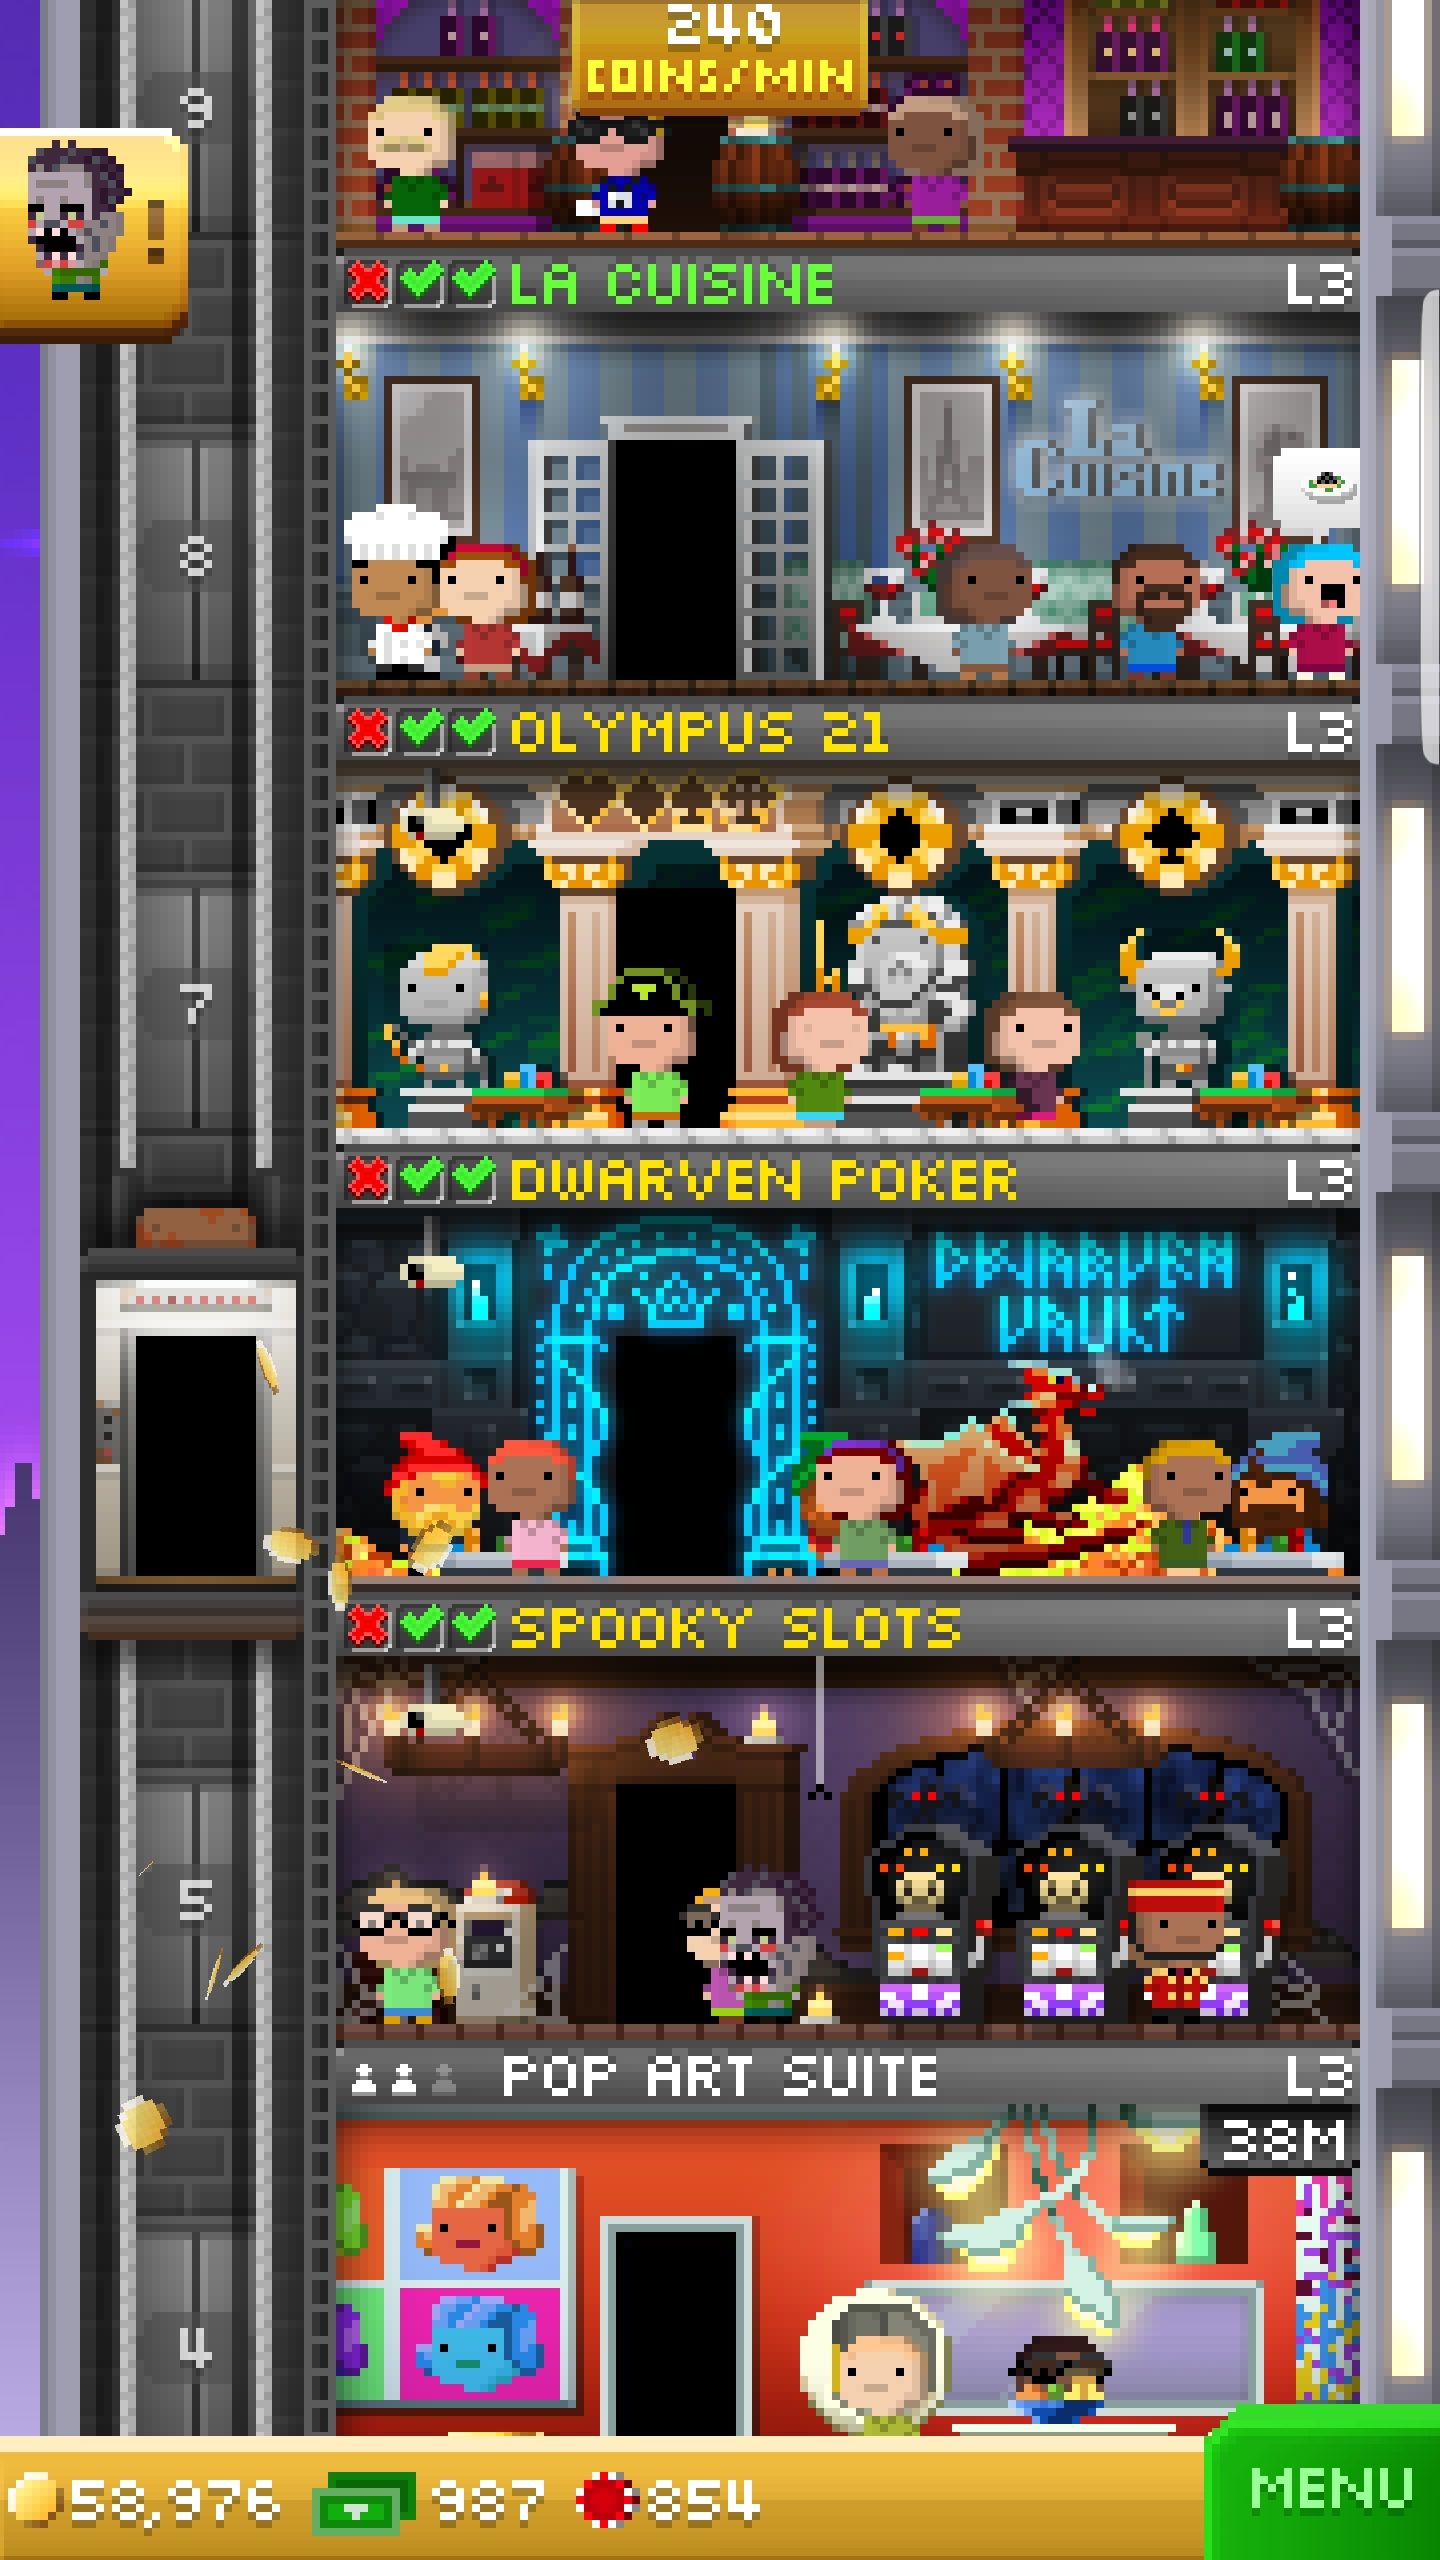 240
COINS/MIN
9
!
LA CUISINE L3
La
Cuisine
8
OLYMPUS 21 L3
7
DWARVEN POKER L3
DWARVEN
VAULT
SPOOKY SLOTS L3
5
POP ART SUITE L3
38M
4
58,976 987 854
MENU